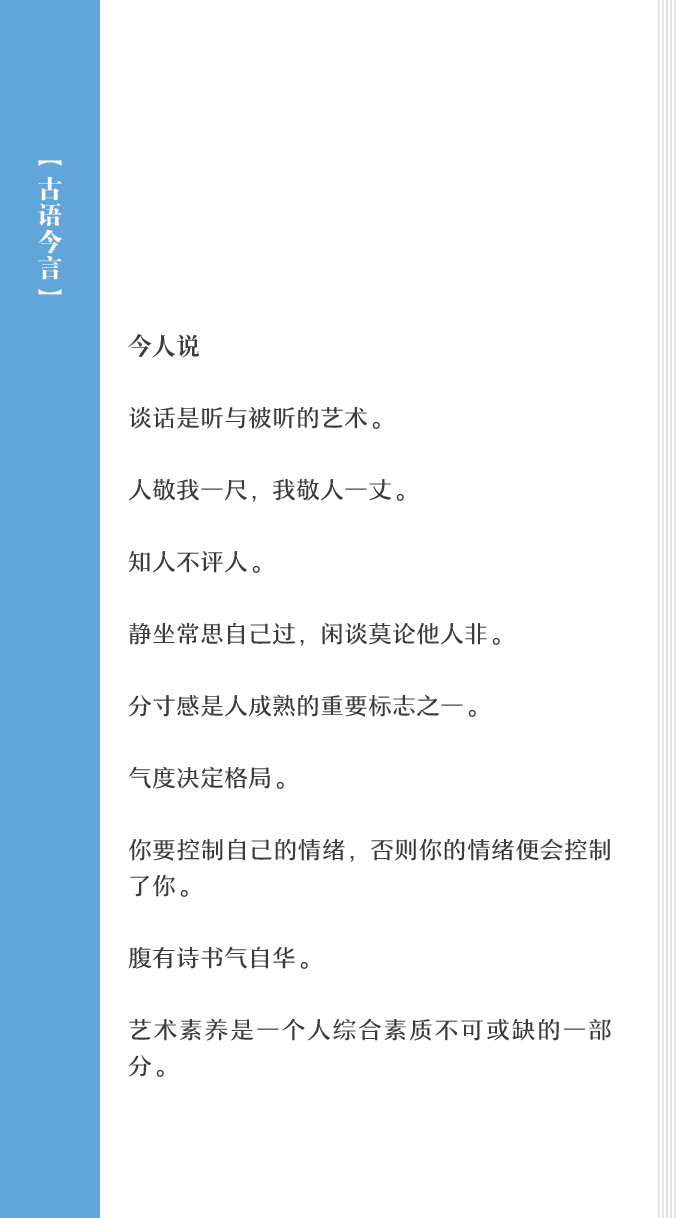 【古语今言】
今人说
谈话是听与被听的艺术。
人敬我一尺，我敬人一丈。
知人不评人。
静坐常思自己过，闲谈莫论他人非。
分寸感是人成熟的重要标志之一。
气度决定格局。
你要控制自己的情绪，否则你的情绪便会控制
了你。
腹有诗书气自华。
艺术素养是一个人综合素质不可或缺的一部
分。